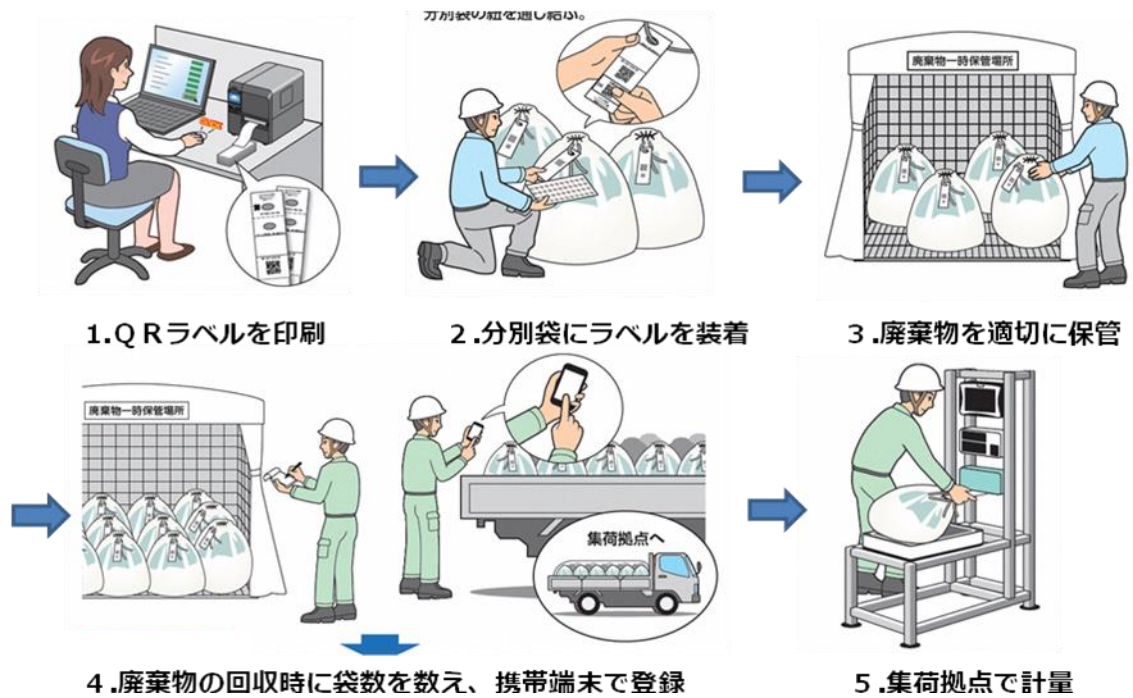 分別袋の紐を通し結ぶ。
廃棄物一時保管場所
1.QRラベルを印刷
2.分別袋にラベルを装着
3.廃棄物を適切に保管
廃棄物一時保管場所
集荷拠点へ
4.廃棄物の回収時に袋数を数え、携帯端末で登録
5.集荷拠点で計量